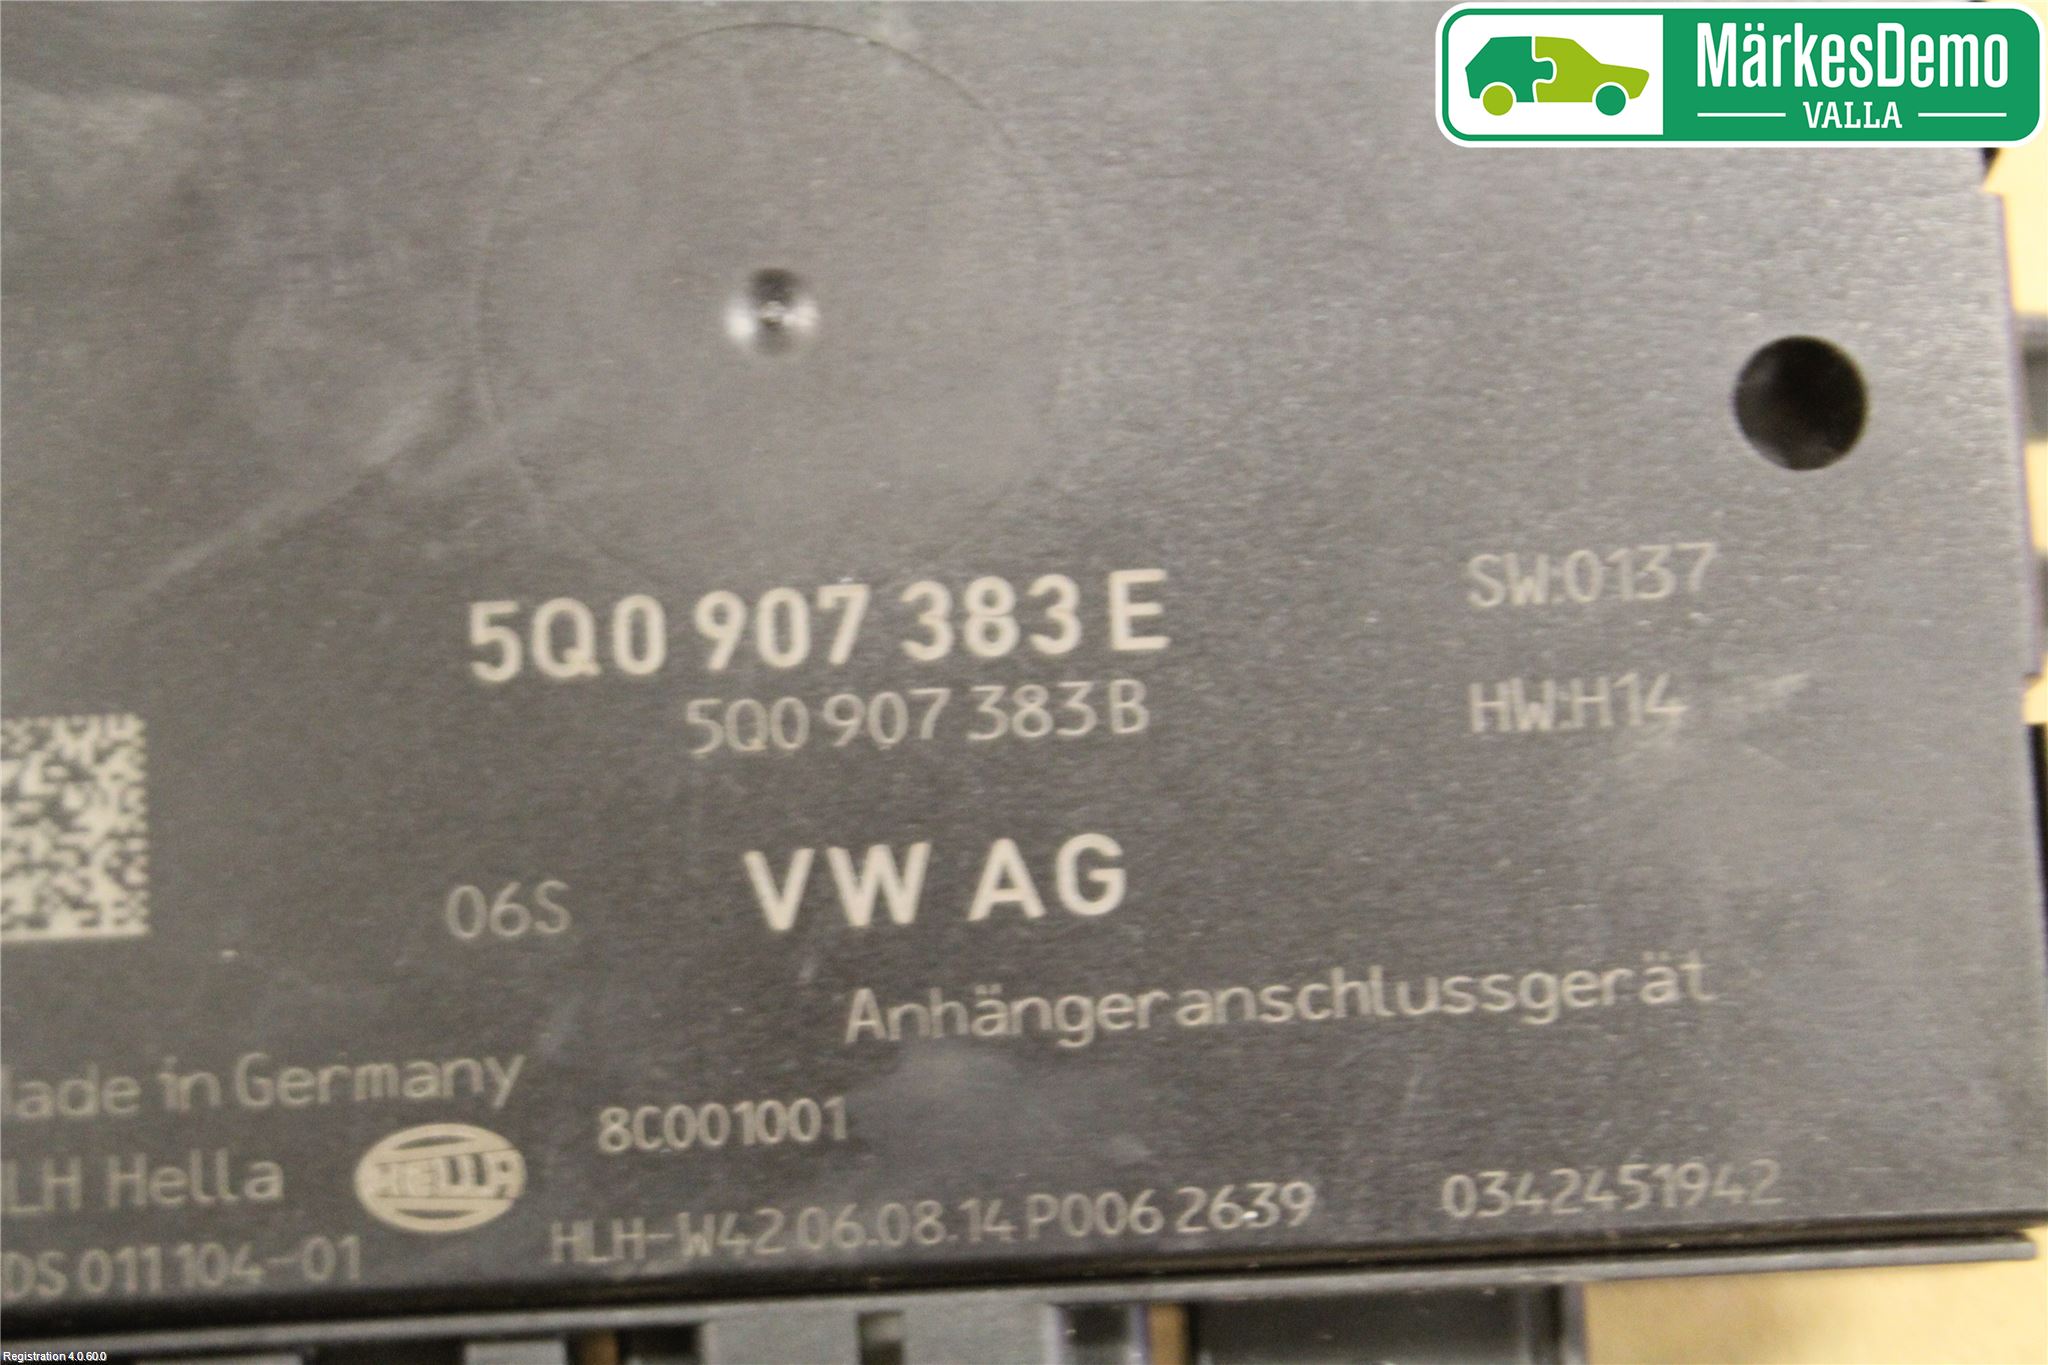 MärkesDemo
VALLA
5Q0 907 383 E
SW:0137
5Q0 907 383 B
HW:H14
06S
VW AG
Anhängeranschlussgerät
Made in Germany
8C001001
HLH Hella
HELLA
HLH-W42 06.08.14 P006 2639
0342451942
DS 011 104-01
Registration 4.0.60.0